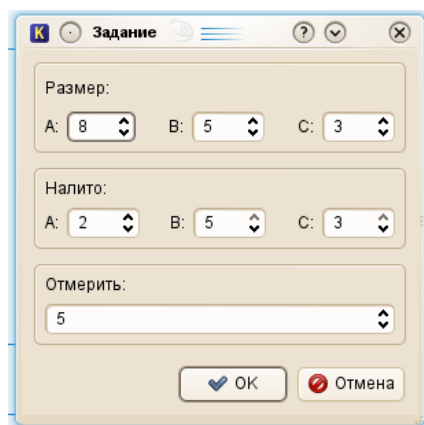 Задание
Размер:
A: 8 B: 5 C: 3
Налито:
A: 2 B: 5 C: 3
Отмерить:
5
OK Отмена